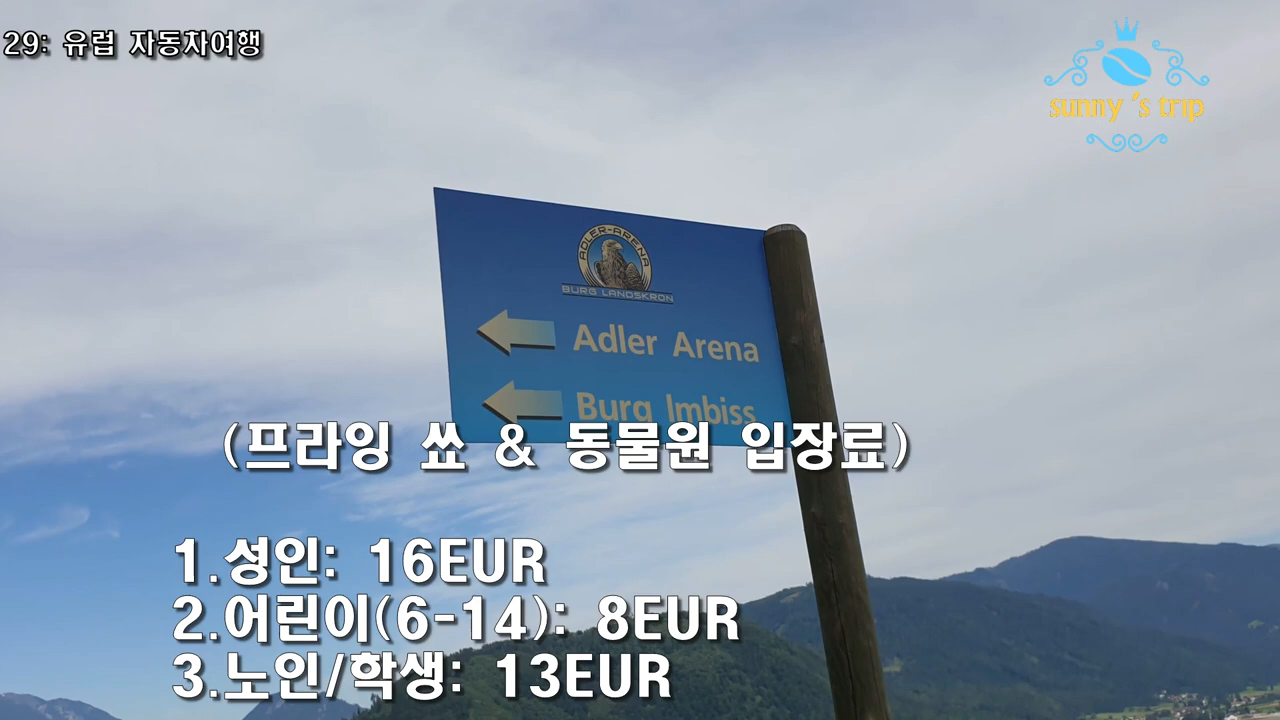 29: 유럽 자동차여행
sunny 's trip
ADLER-ARENA
BURG LANDSKRON
Adler Arena
Burg Imbiss
(프라잉 쑈 & 동물원 입장료)
1.성인: 16EUR
2.어린이(6-14): 8EUR
3.노인/학생: 13EUR